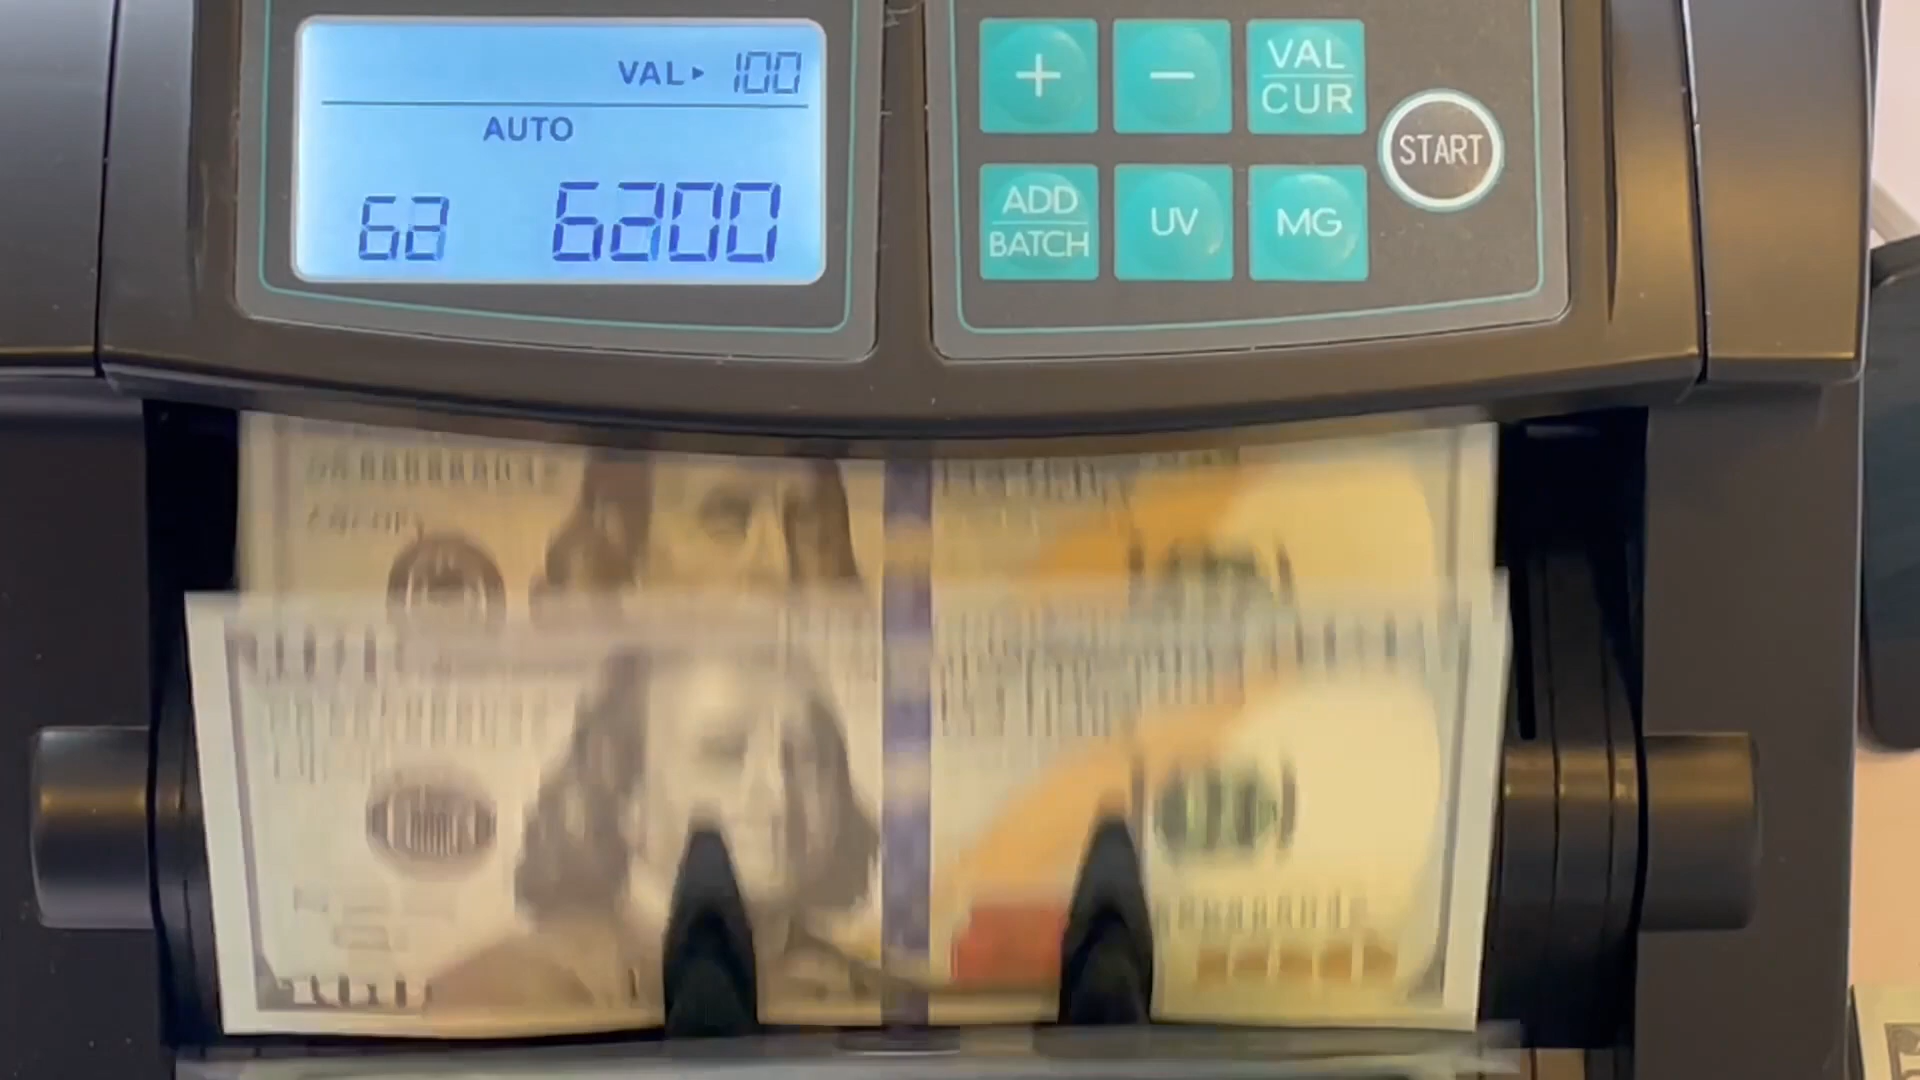 VAL▸ 100
AUTO
62 6200
+
−
VAL
CUR
START
ADD
BATCH
UV
MG